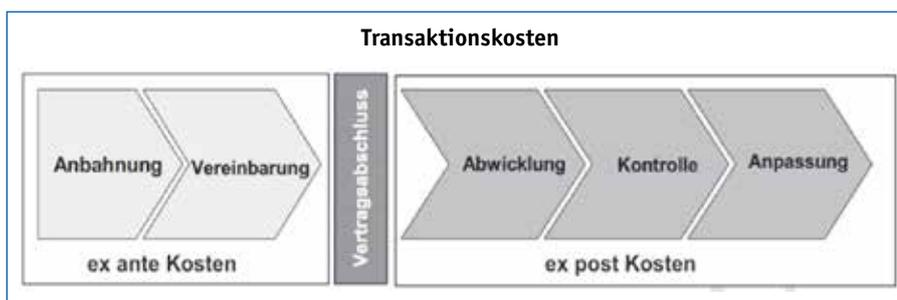 Transaktionskosten
Anbahnung
Vereinbarung
ex ante Kosten
Vertragsabschluss
Abwicklung
Kontrolle
Anpassung
ex post Kosten